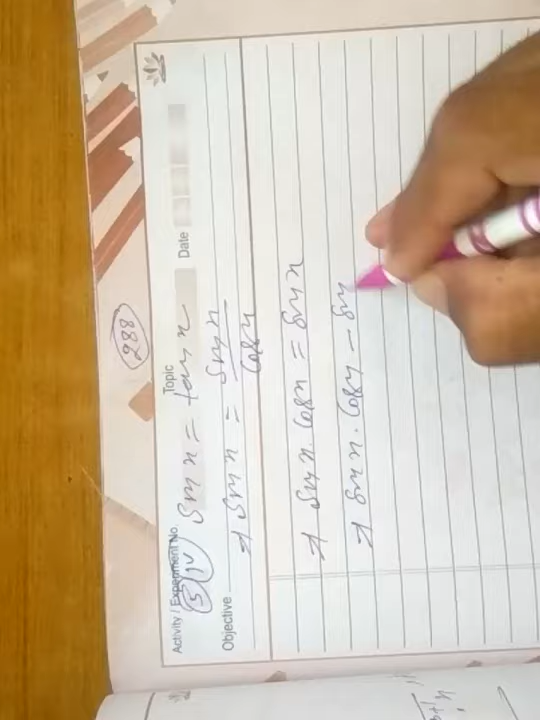 288
Activity / Experiment No.
Topic
Date
5 iv sin x = tan x
Objective
⇒ sin x = sin x / cos x
⇒ sin x . cos x = sin x
⇒ sin x . cos x − sin